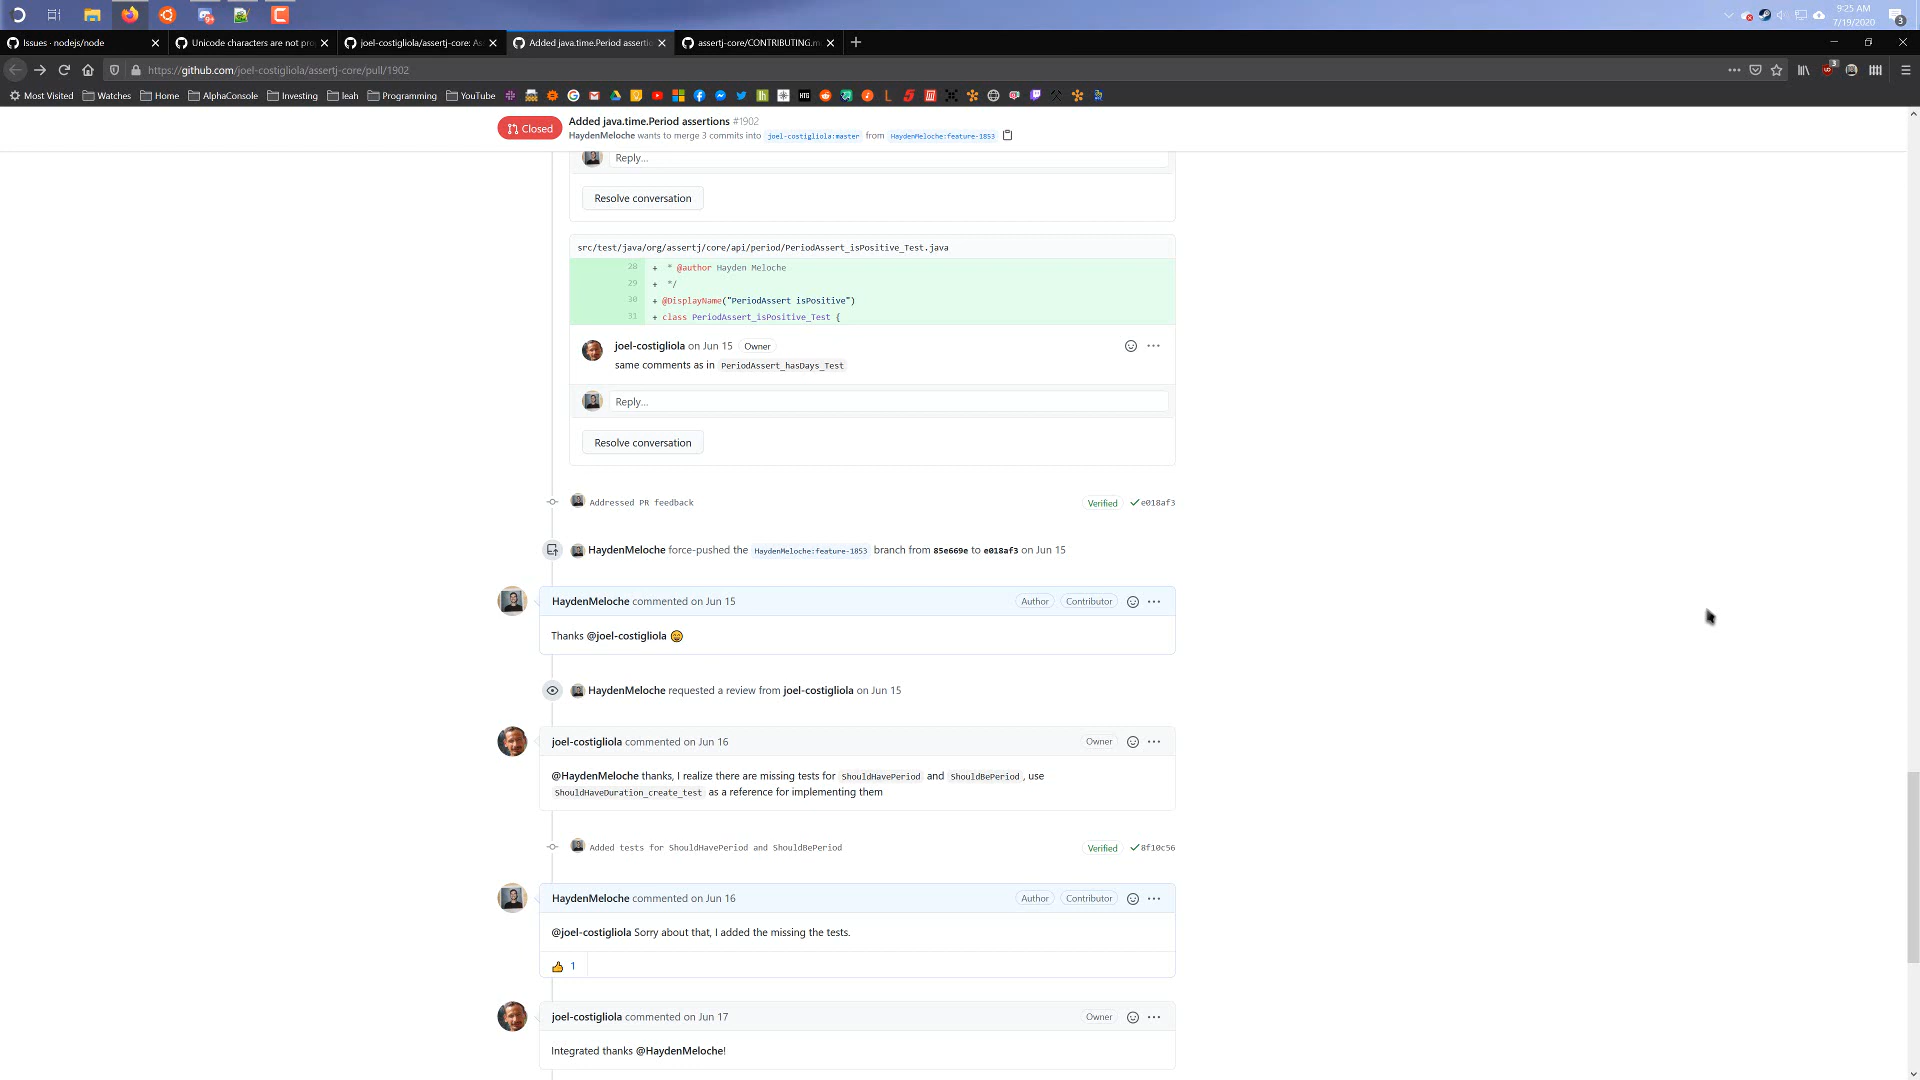 9:25 AM
7/19/2020
3
Issues · nodejs/node
Unicode characters are not pro
joel-costigliola/assertj-core: As
Added java.time.Period assertio
assertj-core/CONTRIBUTING.m
https://github.com/joel-costigliola/assertj-core/pull/1902
3
Most Visited Watches Home AlphaConsole Investing leah Programming YouTube
Closed
Added java.time.Period assertions #1902
HaydenMeloche wants to merge 3 commits into joel-costigliola:master from HaydenMeloche:feature-1853
Reply...
Resolve conversation
src/test/java/org/assertj/core/api/period/PeriodAssert_isPositive_Test.java
28 + * @author Hayden Meloche
29 + */
30 + @DisplayName("PeriodAssert isPositive")
31 + class PeriodAssert_isPositive_Test {
joel-costigliola on Jun 15 Owner
same comments as in PeriodAssert_hasDays_Test
Reply...
Resolve conversation
Addressed PR feedback Verified e018af3
HaydenMeloche force-pushed the HaydenMeloche:feature-1853 branch from 85e669e to e018af3 on Jun 15
HaydenMeloche commented on Jun 15 Author Contributor
Thanks @joel-costigliola 😄
HaydenMeloche requested a review from joel-costigliola on Jun 15
joel-costigliola commented on Jun 16 Owner
@HaydenMeloche thanks, I realize there are missing tests for ShouldHavePeriod and ShouldBePeriod , use
ShouldHaveDuration_create_test as a reference for implementing them
Added tests for ShouldHavePeriod and ShouldBePeriod Verified 8f10c56
HaydenMeloche commented on Jun 16 Author Contributor
@joel-costigliola Sorry about that, I added the missing the tests.
👍 1
joel-costigliola commented on Jun 17 Owner
Integrated thanks @HaydenMeloche!